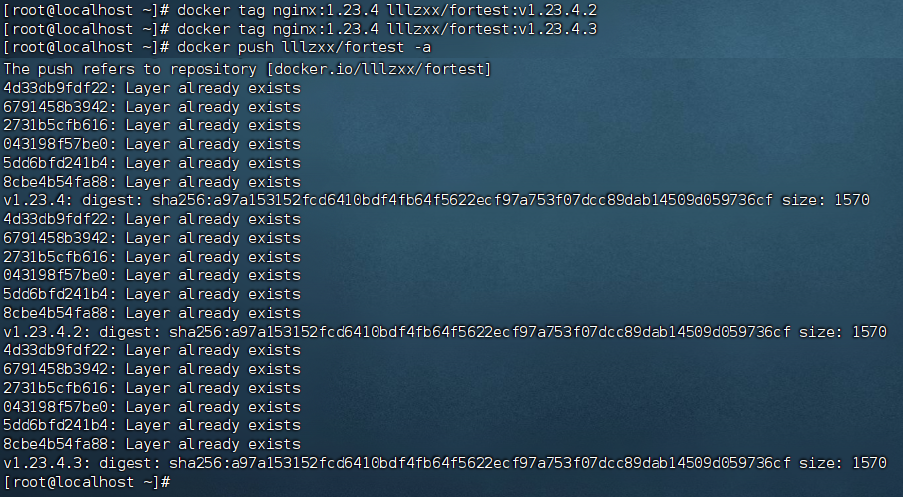 [root@localhost ~]# docker tag nginx:1.23.4 lllzxx/fortest:v1.23.4.2
[root@localhost ~]# docker tag nginx:1.23.4 lllzxx/fortest:v1.23.4.3
[root@localhost ~]# docker push lllzxx/fortest -a
The push refers to repository [docker.io/lllzxx/fortest]
4d33db9fdf22: Layer already exists
6791458b3942: Layer already exists
2731b5cfb616: Layer already exists
043198f57be0: Layer already exists
5dd6bfd241b4: Layer already exists
8cbe4b54fa88: Layer already exists
v1.23.4: digest: sha256:a97a153152fcd6410bdf4fb64f5622ecf97a753f07dcc89dab14509d059736cf size: 1570
4d33db9fdf22: Layer already exists
6791458b3942: Layer already exists
2731b5cfb616: Layer already exists
043198f57be0: Layer already exists
5dd6bfd241b4: Layer already exists
8cbe4b54fa88: Layer already exists
v1.23.4.2: digest: sha256:a97a153152fcd6410bdf4fb64f5622ecf97a753f07dcc89dab14509d059736cf size: 1570
4d33db9fdf22: Layer already exists
6791458b3942: Layer already exists
2731b5cfb616: Layer already exists
043198f57be0: Layer already exists
5dd6bfd241b4: Layer already exists
8cbe4b54fa88: Layer already exists
v1.23.4.3: digest: sha256:a97a153152fcd6410bdf4fb64f5622ecf97a753f07dcc89dab14509d059736cf size: 1570
[root@localhost ~]#